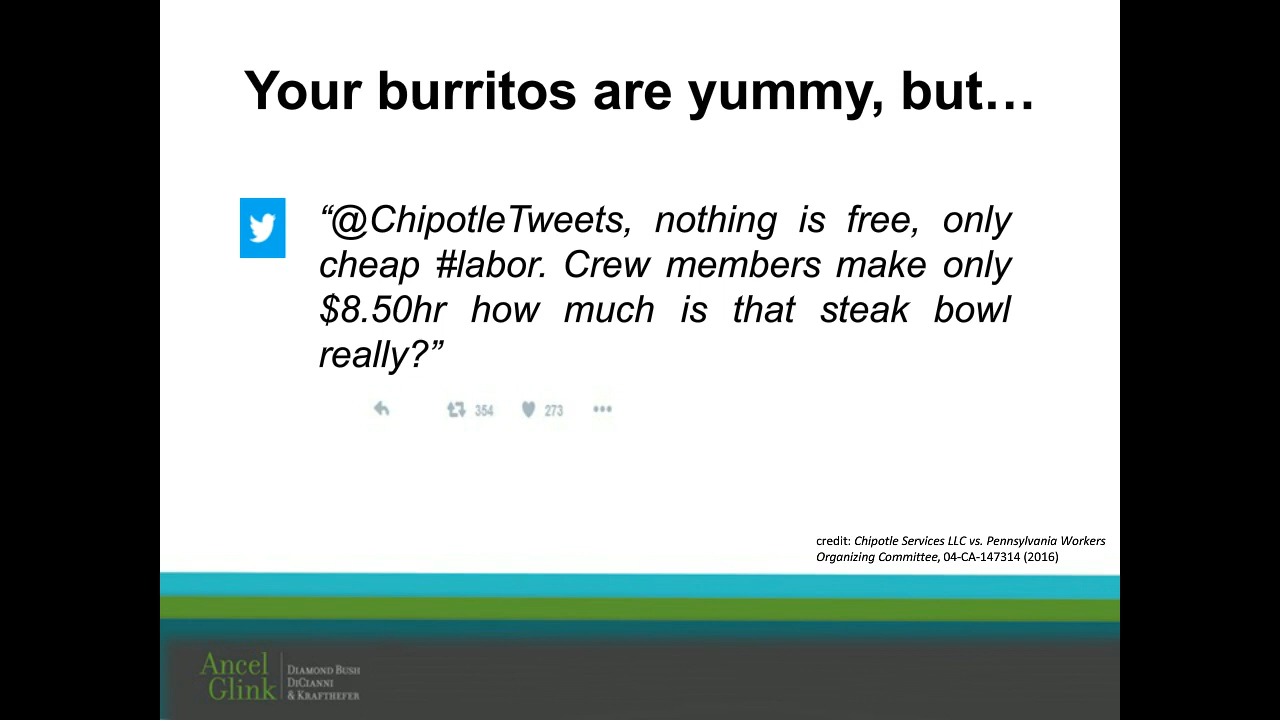 Your burritos are yummy, but…
“@ChipotleTweets, nothing is free, only
cheap #labor. Crew members make only
$8.50hr how much is that steak bowl
really?”
354 273
credit: Chipotle Services LLC vs. Pennsylvania Workers
Organizing Committee, 04-CA-147314 (2016)
Ancel
Glink
DIAMOND BUSH
DICIANNI
& KRAFTHEFER